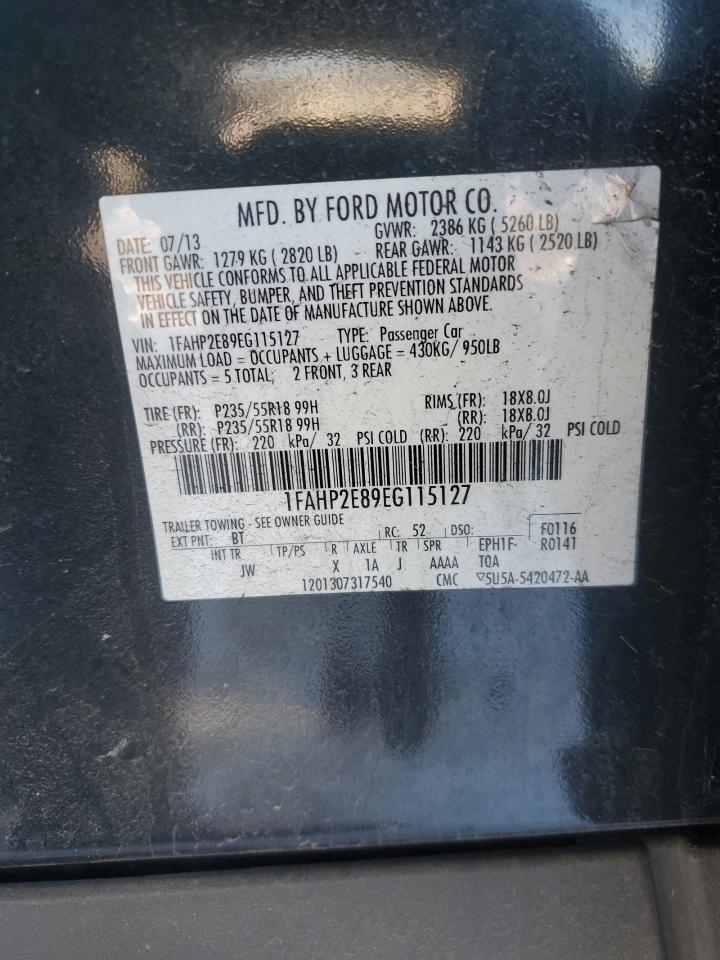 MFD. BY FORD MOTOR CO.
DATE: 07/13 GVWR: 2386 KG ( 5260 LB)
FRONT GAWR: 1279 KG ( 2820 LB) REAR GAWR: 1143 KG ( 2520 LB)
THIS VEHICLE CONFORMS TO ALL APPLICABLE FEDERAL MOTOR
VEHICLE SAFETY, BUMPER, AND THEFT PREVENTION STANDARDS
IN EFFECT ON THE DATE OF MANUFACTURE SHOWN ABOVE.
VIN: 1FAHP2E89EG115127 TYPE: Passenger Car
MAXIMUM LOAD = OCCUPANTS + LUGGAGE = 430KG/ 950LB
OCCUPANTS = 5 TOTAL; 2 FRONT, 3 REAR
TIRE (FR): P235/55R18 99H RIMS (FR): 18X8.0J
(RR): P235/55R18 99H (RR): 18X8.0J
PRESSURE (FR): 220 kPa/ 32 PSI COLD (RR): 220 kPa/ 32 PSI COLD
1FAHP2E89EG115127
TRAILER TOWING - SEE OWNER GUIDE
EXT PNT: BT RC: 52 DSO: F0116
INT TR TP/PS R AXLE TR SPR EPH1F- R0141
JW X 1A J AAAA TOA
1201307317540 CMC ▽5U5A-5420472-AA